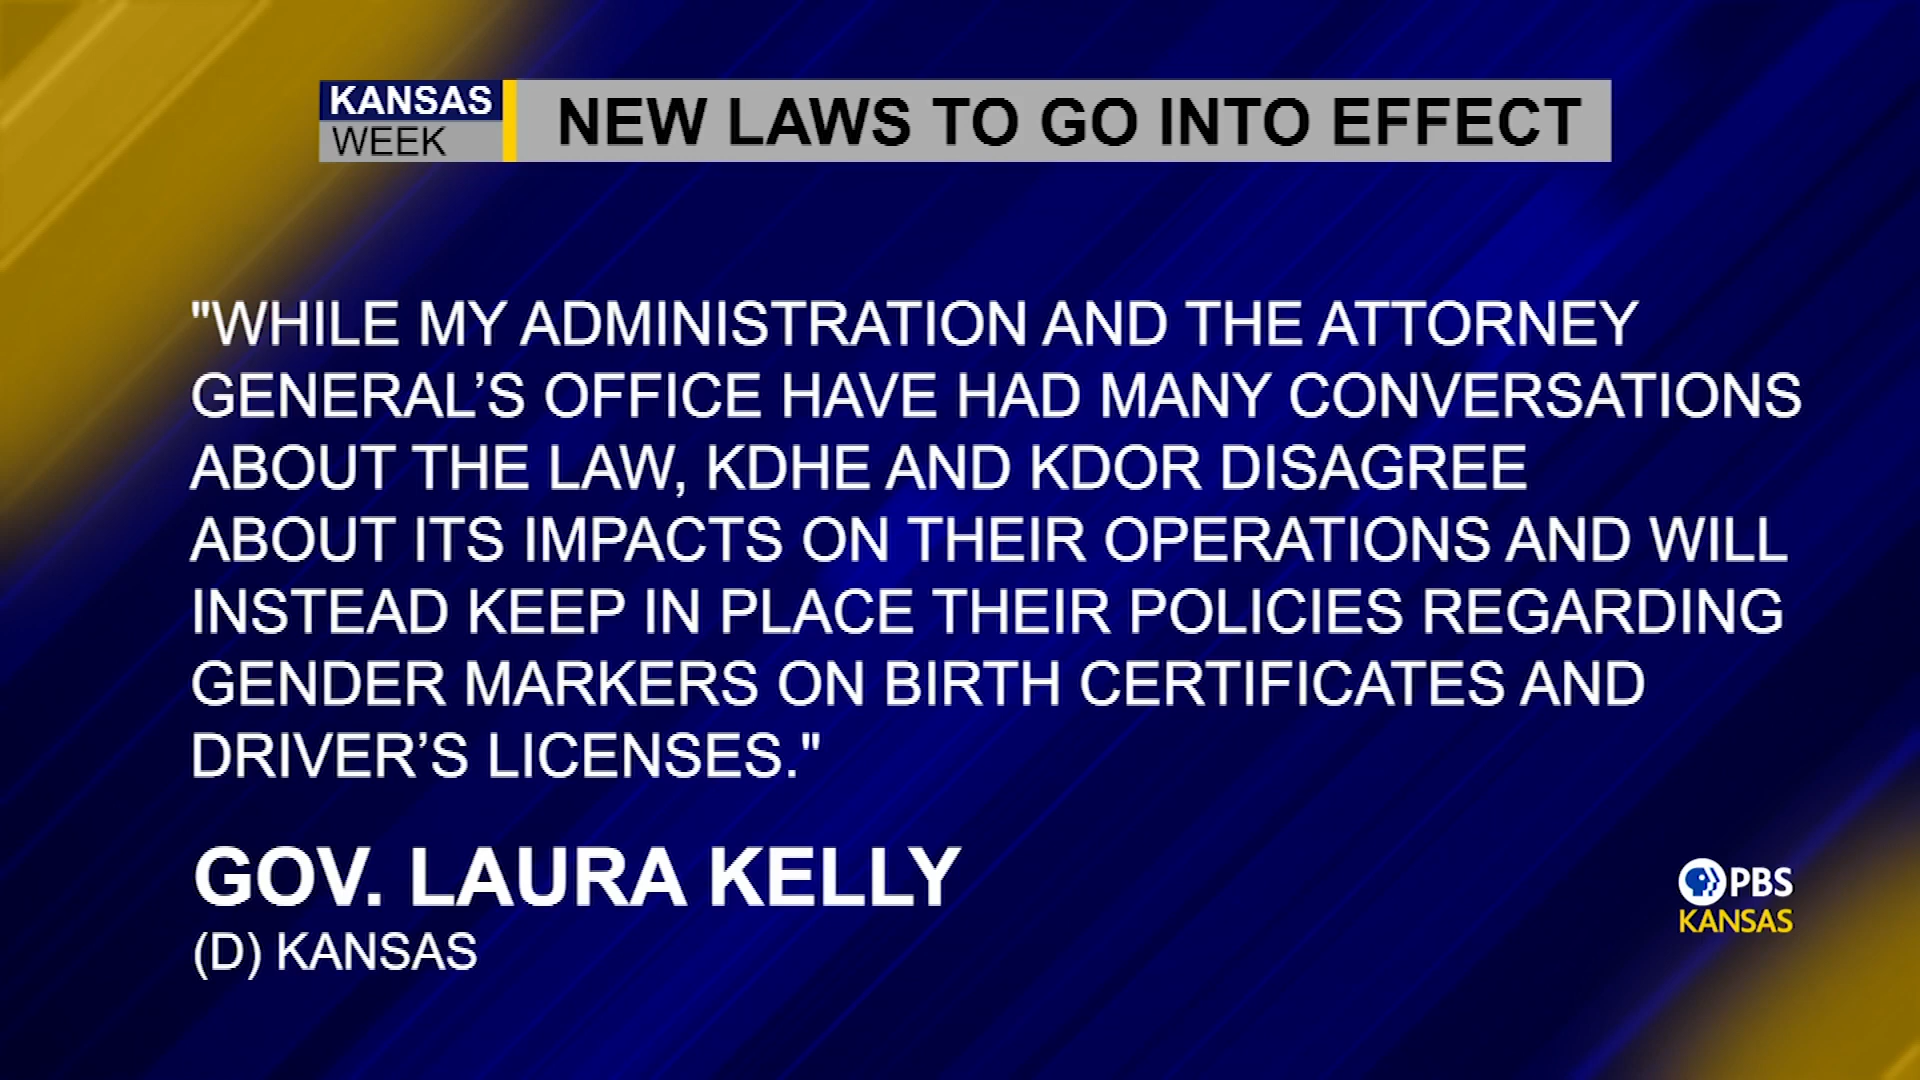 KANSAS
WEEK
NEW LAWS TO GO INTO EFFECT
"WHILE MY ADMINISTRATION AND THE ATTORNEY
GENERAL’S OFFICE HAVE HAD MANY CONVERSATIONS
ABOUT THE LAW, KDHE AND KDOR DISAGREE
ABOUT ITS IMPACTS ON THEIR OPERATIONS AND WILL
INSTEAD KEEP IN PLACE THEIR POLICIES REGARDING
GENDER MARKERS ON BIRTH CERTIFICATES AND
DRIVER’S LICENSES."
GOV. LAURA KELLY
(D) KANSAS
PBS
KANSAS